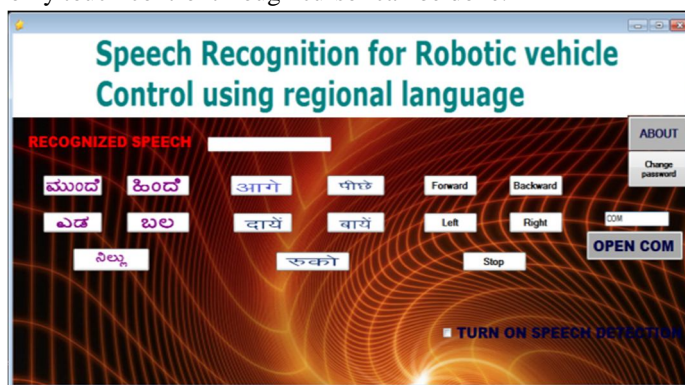 Speech Recognition for Robotic vehicle
Control using regional language
ABOUT
RECOGNIZED SPEECH
Change
password
ಮುಂದೆ ಹಿಂದೆ आगे पीछे Forward Backward
ಎಡ ಬಲ दायें बायें Left Right COM
OPEN COM
ನಿಲ್ಲು रुको Stop
TURN ON SPEECH DETECTION